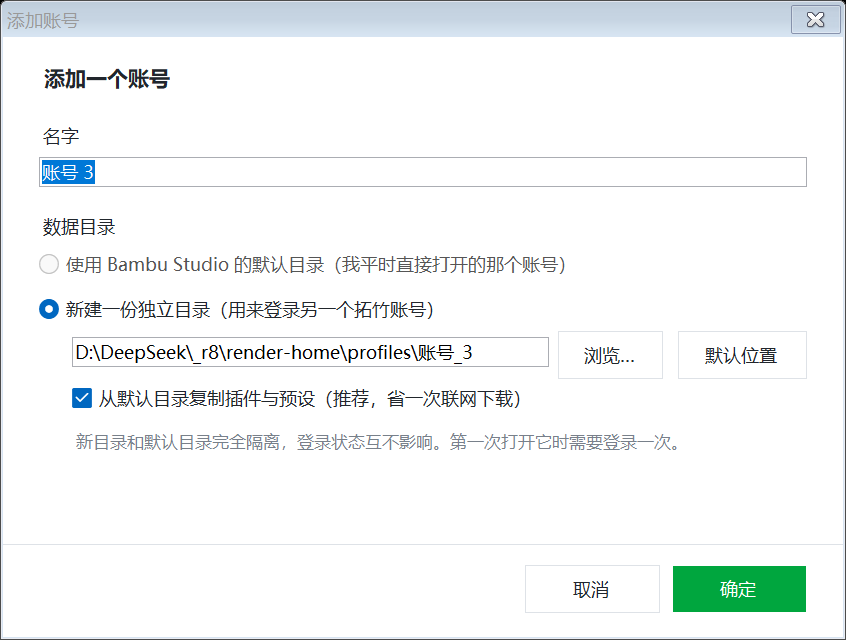 添加账号
添加一个账号
名字
账号 3
数据目录
使用 Bambu Studio 的默认目录（我平时直接打开的那个账号）
新建一份独立目录（用来登录另一个拓竹账号）
D:\DeepSeek\_r8\render-home\profiles\账号_3
浏览...
默认位置
从默认目录复制插件与预设（推荐，省一次联网下载）
新目录和默认目录完全隔离，登录状态互不影响。第一次打开它时需要登录一次。
取消
确定